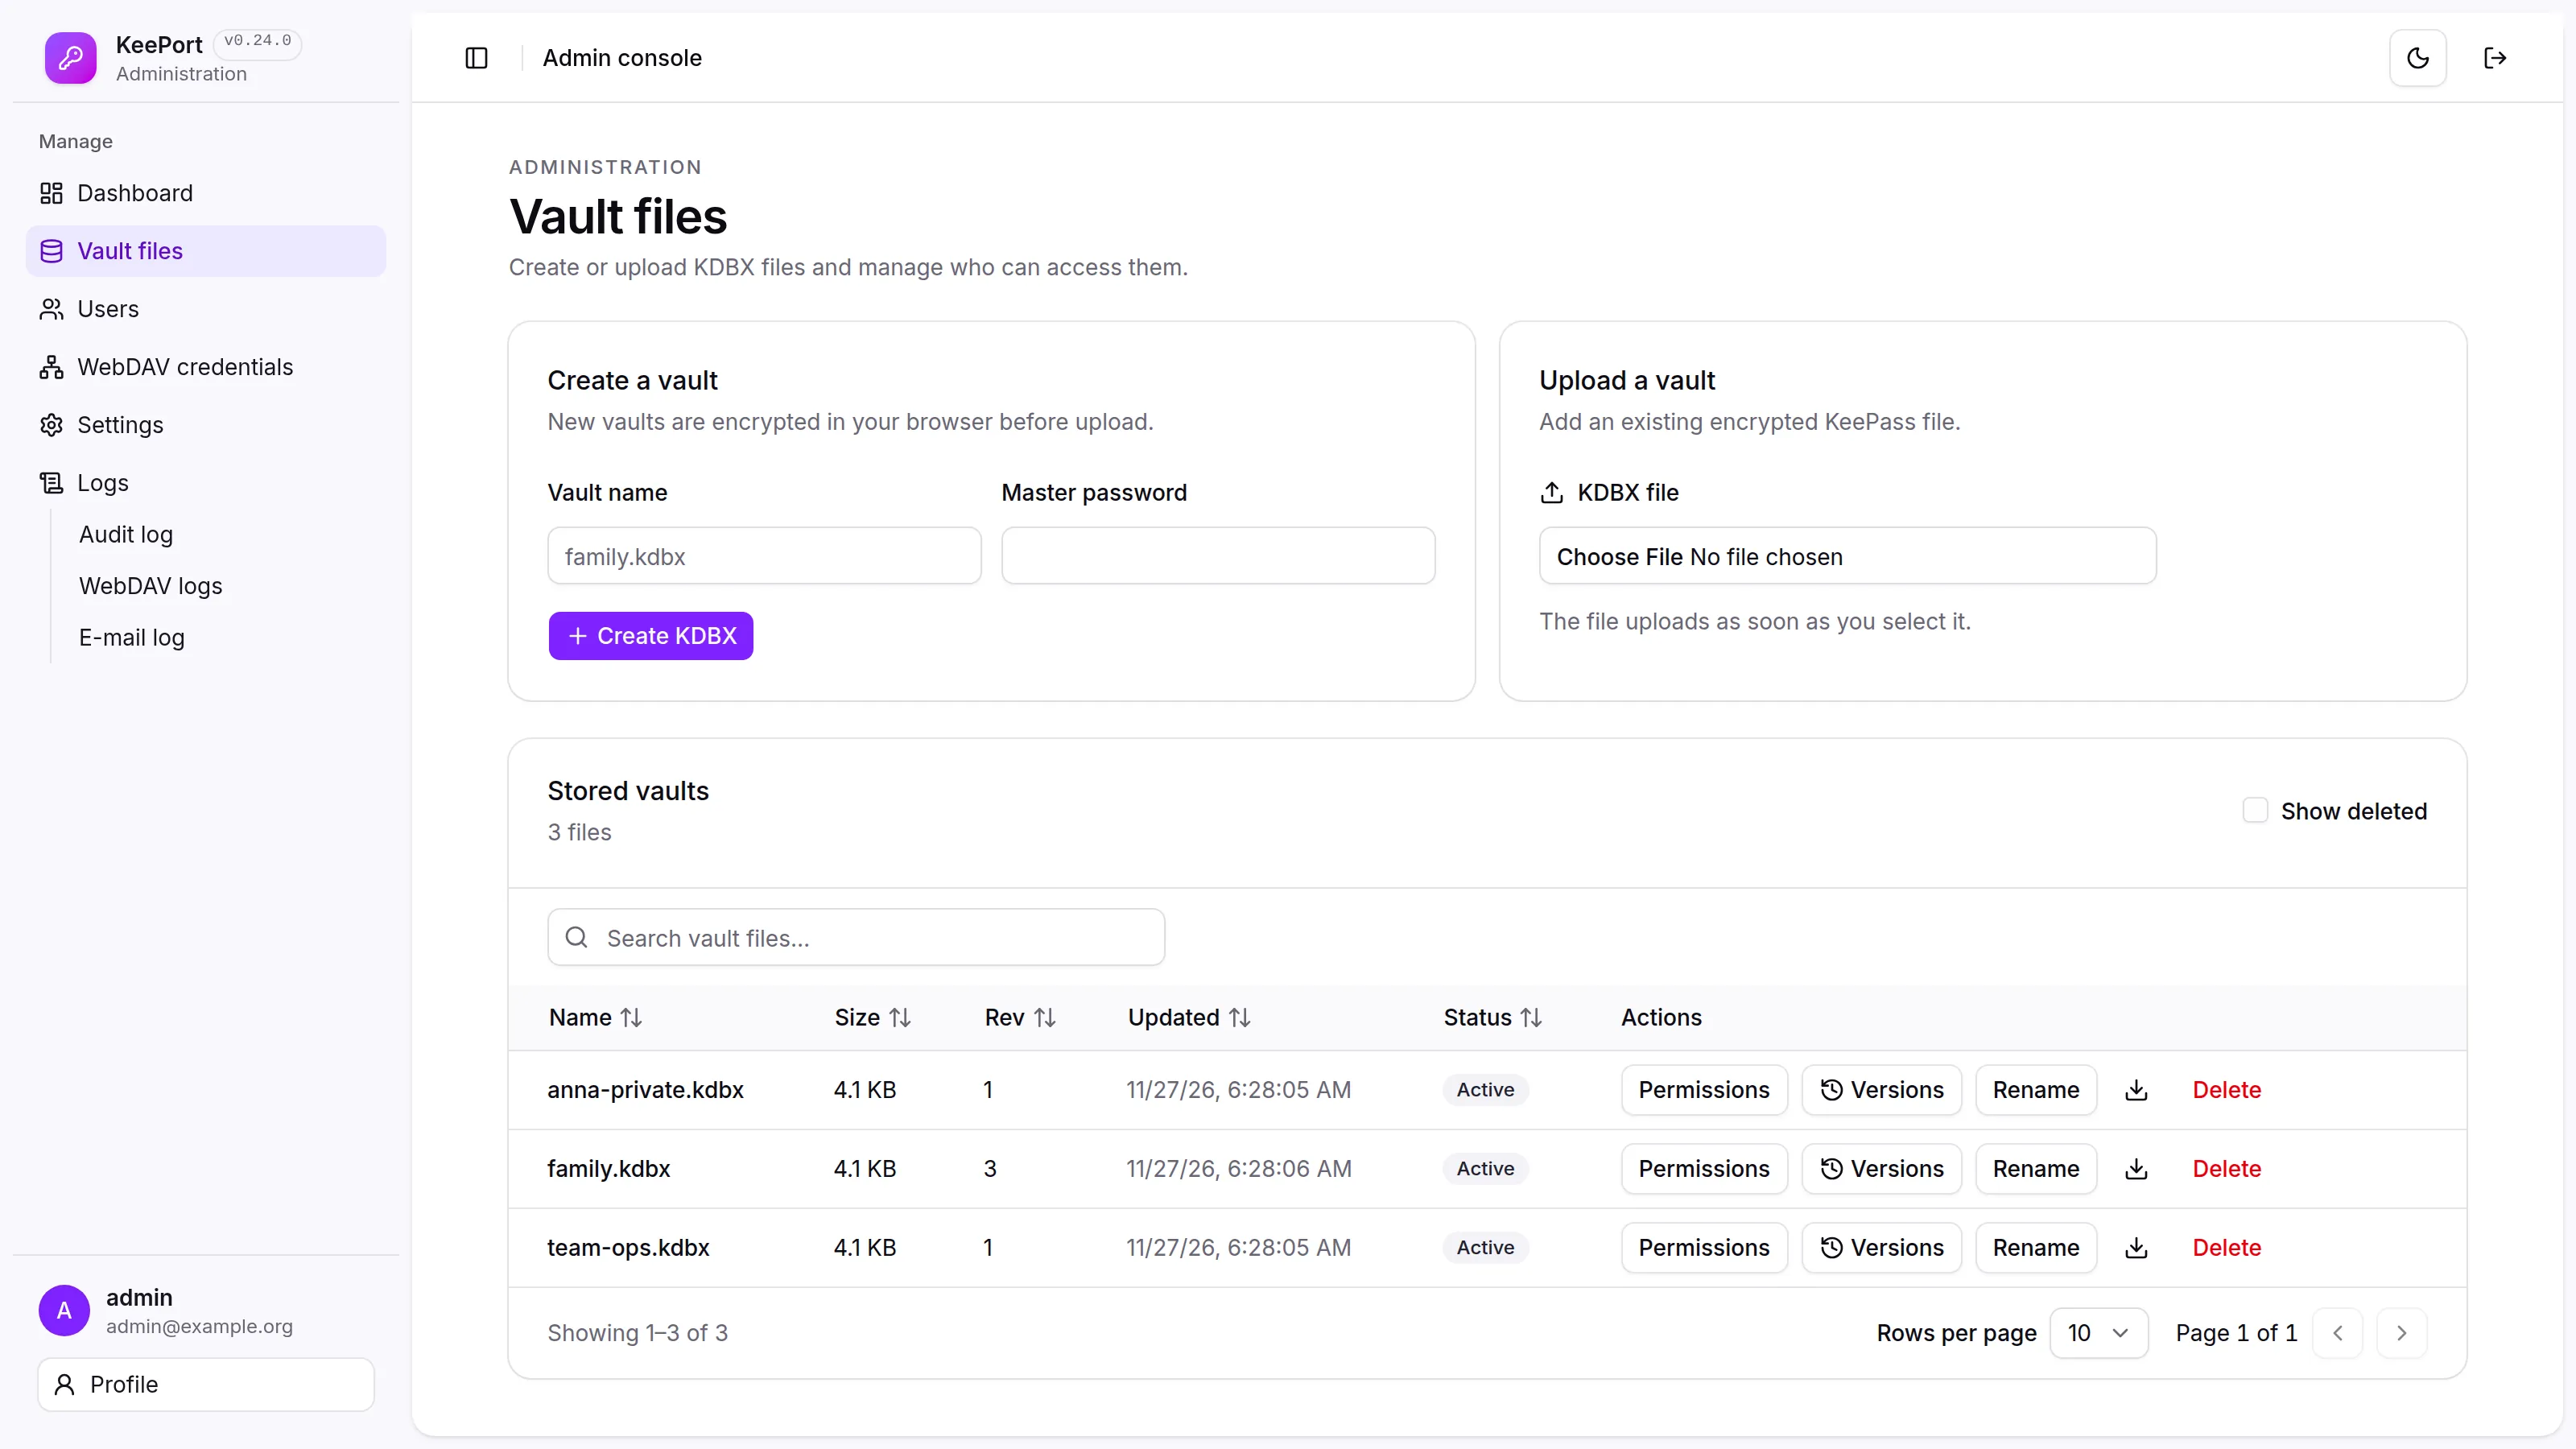 KeePort v0.24.0
Administration
Manage
Dashboard
Vault files
Users
WebDAV credentials
Settings
Logs
Audit log
WebDAV logs
E-mail log
A
admin
admin@example.org
Profile
Admin console
ADMINISTRATION
Vault files
Create or upload KDBX files and manage who can access them.
Create a vault
New vaults are encrypted in your browser before upload.
Vault name Master password
family.kdbx
Create KDBX
Upload a vault
Add an existing encrypted KeePass file.
KDBX file
Choose File No file chosen
The file uploads as soon as you select it.
Stored vaults
3 files
Show deleted
Search vault files...
Name Size Rev Updated Status Actions
anna-private.kdbx 4.1 KB 1 11/27/26, 6:28:05 AM Active Permissions Versions Rename Delete
family.kdbx 4.1 KB 3 11/27/26, 6:28:06 AM Active Permissions Versions Rename Delete
team-ops.kdbx 4.1 KB 1 11/27/26, 6:28:05 AM Active Permissions Versions Rename Delete
Showing 1–3 of 3 Rows per page 10 Page 1 of 1